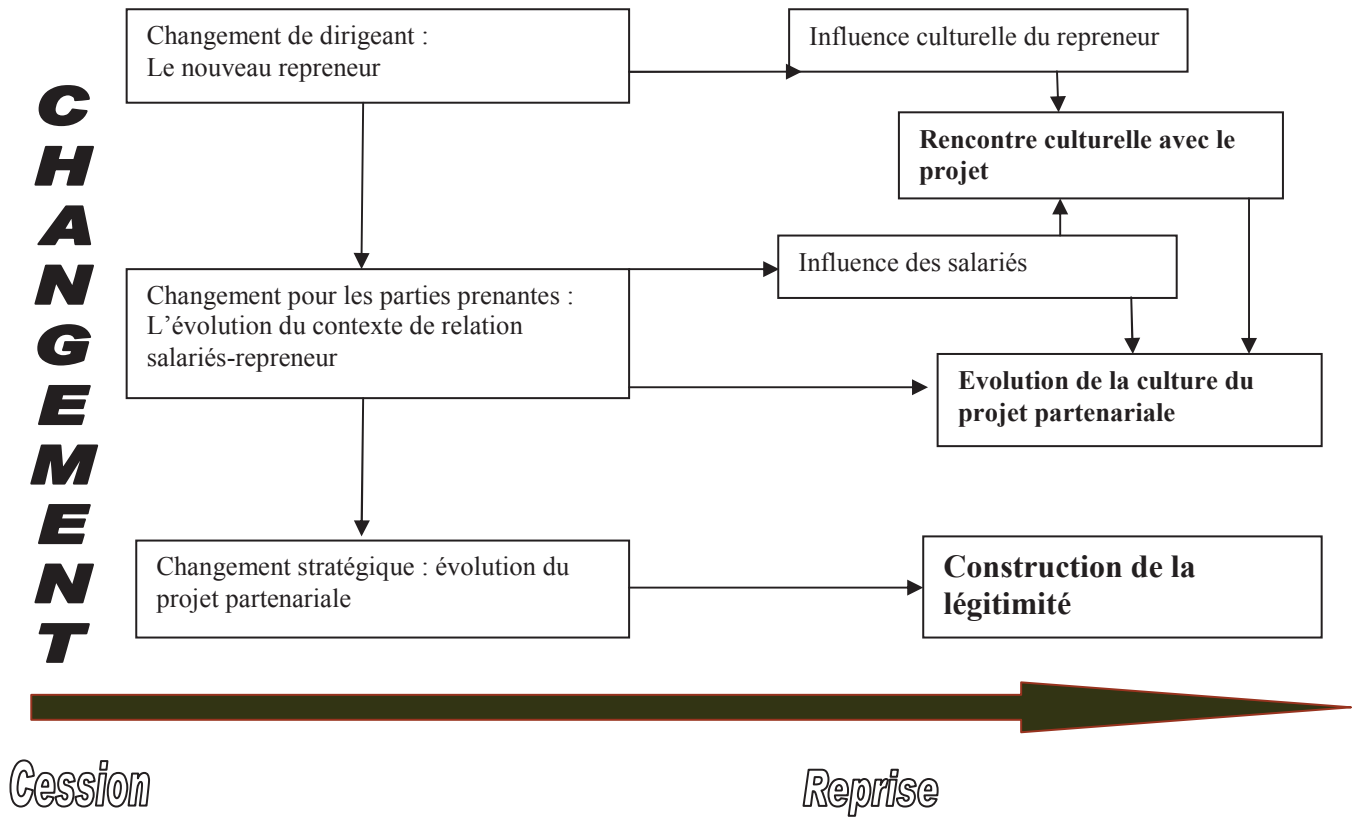 CHANGEMENT
Changement de dirigeant :
Le nouveau repreneur
Influence culturelle du repreneur
Rencontre culturelle avec le
projet
Influence des salariés
Changement pour les parties prenantes :
L’évolution du contexte de relation
salariés-repreneur
Evolution de la culture du
projet partenariale
Changement stratégique : évolution du
projet partenariale
Construction de la
légitimité
Cession
Reprise